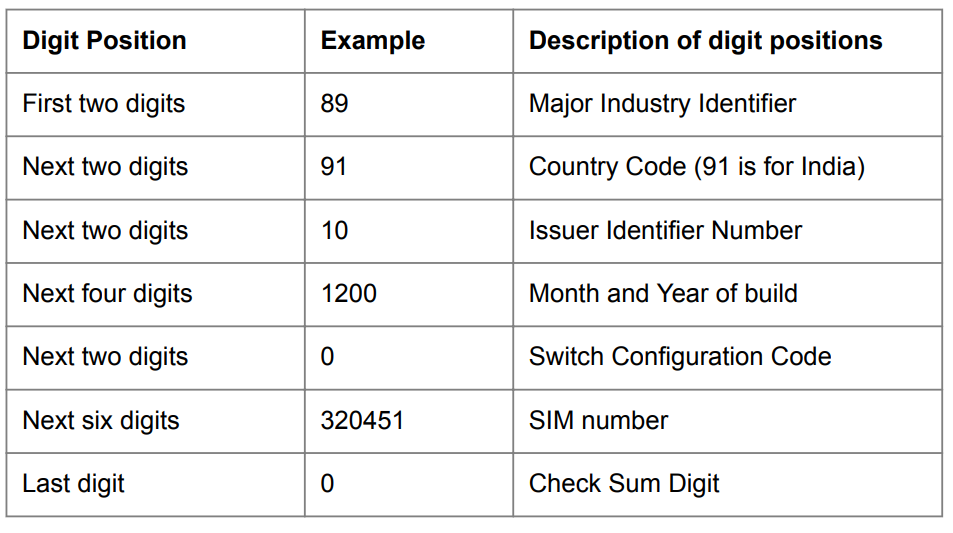 Digit Position Example Description of digit positions
First two digits 89 Major Industry Identifier
Next two digits 91 Country Code (91 is for India)
Next two digits 10 Issuer Identifier Number
Next four digits 1200 Month and Year of build
Next two digits 0 Switch Configuration Code
Next six digits 320451 SIM number
Last digit 0 Check Sum Digit